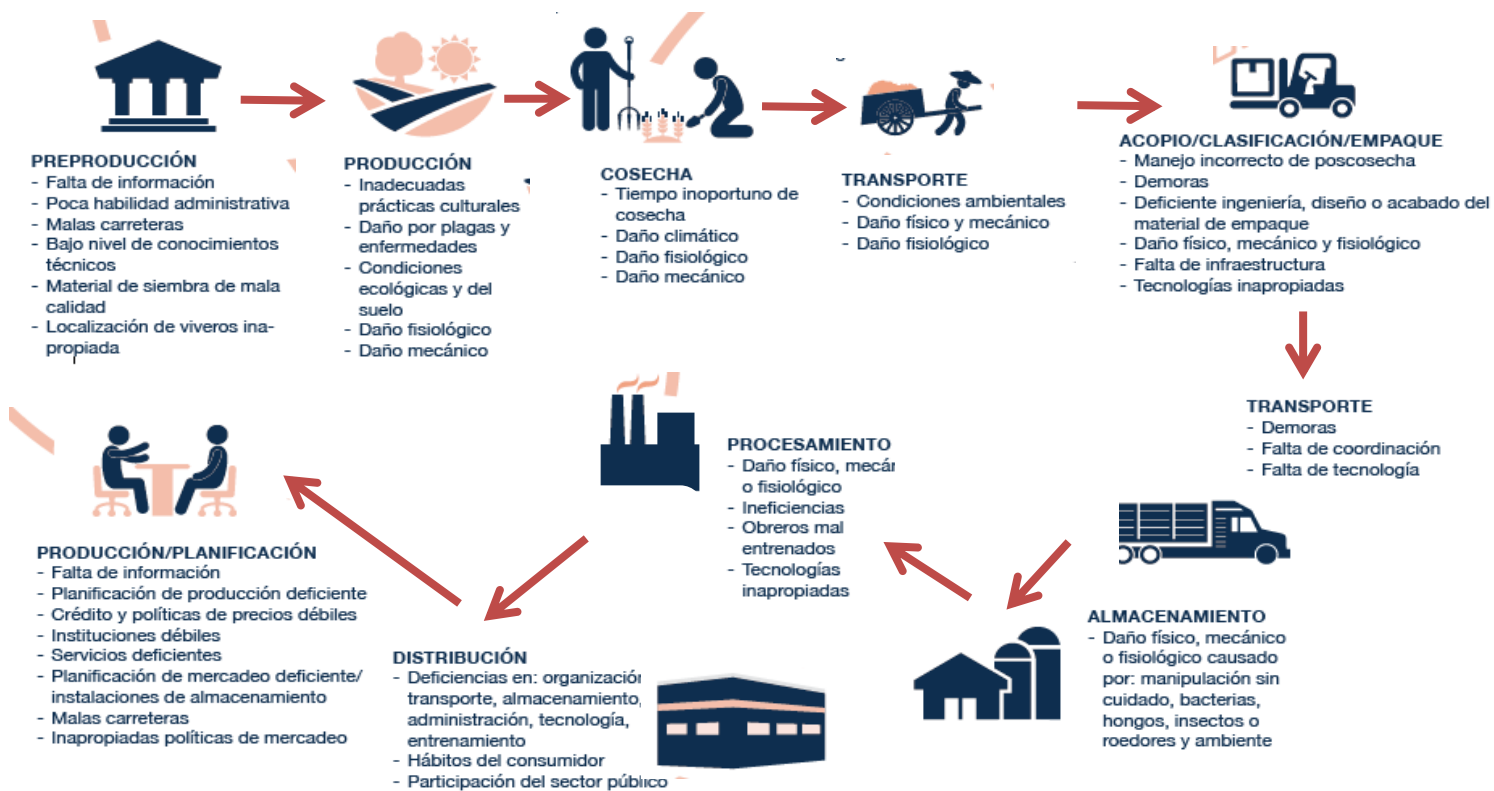 PREPRODUCCIÓN
- Falta de información
- Poca habilidad administrativa
- Malas carreteras
- Bajo nivel de conocimientos
técnicos
- Material de siembra de mala
calidad
- Localización de viveros ina-
propiada
PRODUCCIÓN
- Inadecuadas
prácticas culturales
- Daño por plagas y
enfermedades
- Condiciones
ecológicas y del
suelo
- Daño fisiológico
- Daño mecánico
COSECHA
- Tiempo inoportuno de
cosecha
- Daño climático
- Daño fisiológico
- Daño mecánico
TRANSPORTE
- Condiciones ambientales
- Daño físico y mecánico
- Daño fisiológico
ACOPIO/CLASIFICACIÓN/EMPAQUE
- Manejo incorrecto de poscosecha
- Demoras
- Deficiente ingeniería, diseño o acabado del
material de empaque
- Daño físico, mecánico y fisiológico
- Falta de infraestructura
- Tecnologías inapropiadas
TRANSPORTE
- Demoras
- Falta de coordinación
- Falta de tecnología
ALMACENAMIENTO
- Daño físico, mecánico
o fisiológico causado
por: manipulación sin
cuidado, bacterias,
hongos, insectos o
roedores y ambiente
PROCESAMIENTO
- Daño físico,
o fisiológico
- Ineficiencias
- Obreros mal
entrenados
- Tecnologías
inapropiadas
DISTRIBUCIÓN
- Deficiencias en: organización
transporte, almacenamiento,
administración, tecnología,
entrenamiento
- Hábitos del consumidor
- Participación del sector público
PRODUCCIÓN/PLANIFICACIÓN
- Falta de información
- Planificación de producción deficiente
- Crédito y políticas de precios débiles
- Instituciones débiles
- Servicios deficientes
- Planificación de mercadeo deficiente/
instalaciones de almacenamiento
- Malas carreteras
- Inapropiadas políticas de mercadeo